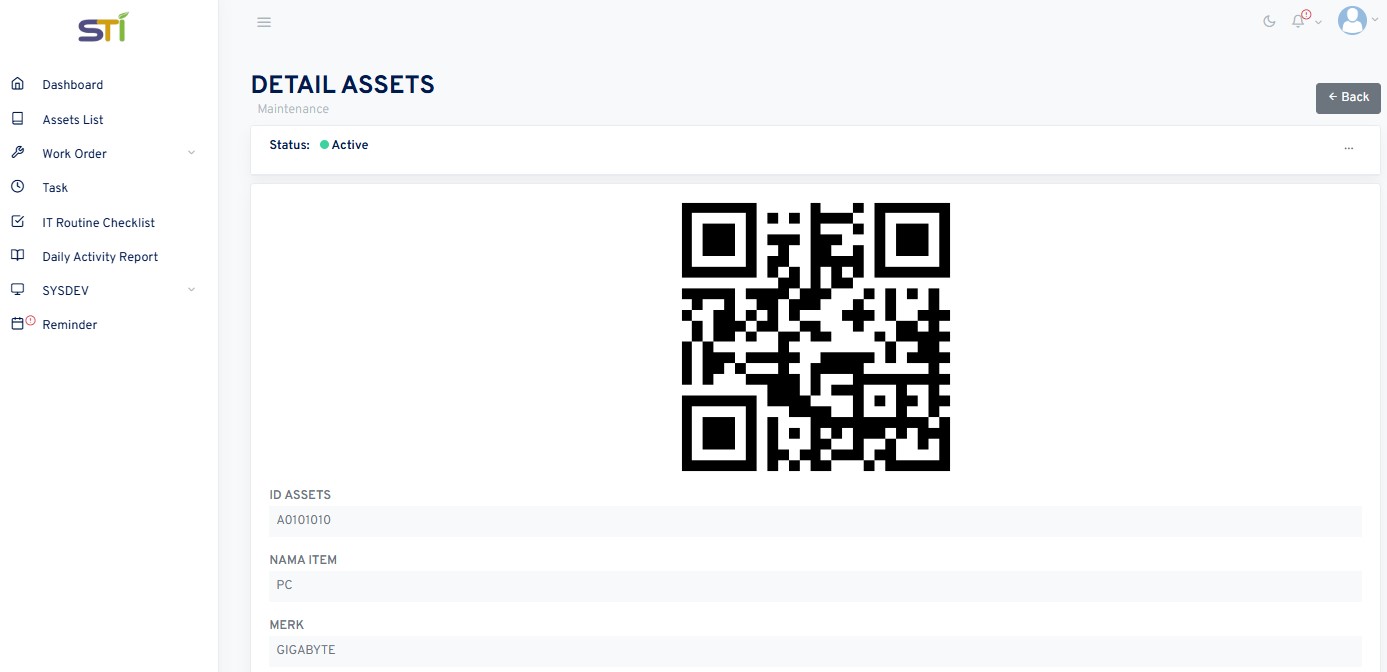 STI
Dashboard
Assets List
Work Order
Task
IT Routine Checklist
Daily Activity Report
SYSDEV
Reminder
DETAIL ASSETS
Maintenance
← Back
Status: Active
...
ID ASSETS
A0101010
NAMA ITEM
PC
MERK
GIGABYTE